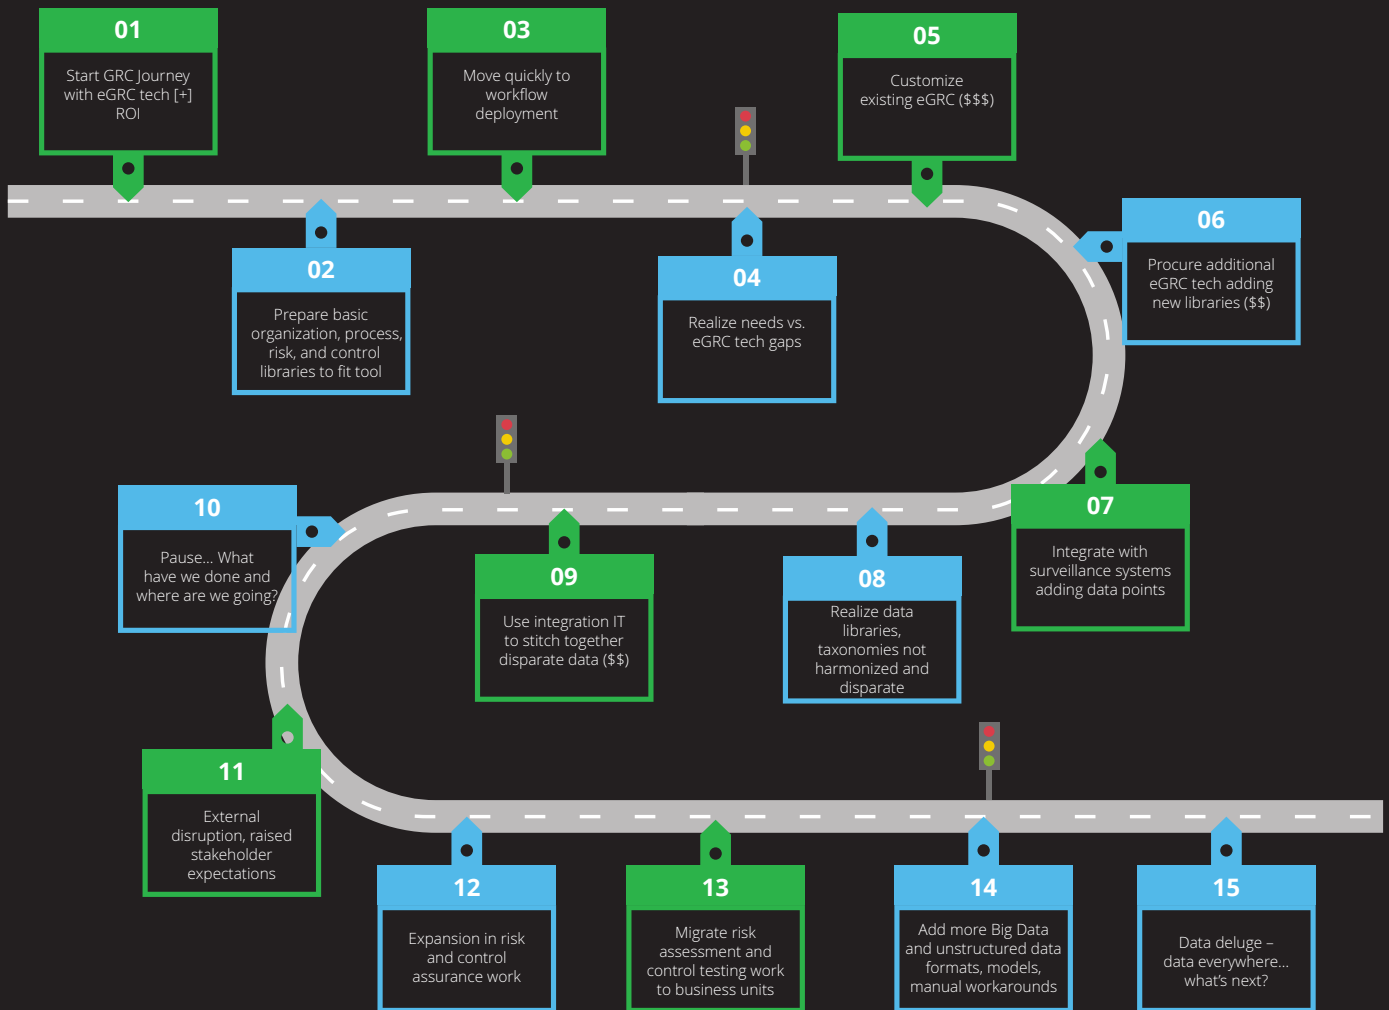 01
Start GRC Journey
with eGRC tech [+]
ROI
02
Prepare basic
organization, process,
risk, and control
libraries to fit tool
03
Move quickly to
workflow
deployment
04
Realize needs vs.
eGRC tech gaps
05
Customize
existing eGRC ($$$)
06
Procure additional
eGRC tech adding
new libraries ($$)
07
Integrate with
surveillance systems
adding data points
08
Realize data
libraries,
taxonomies not
harmonized and
disparate
09
Use integration IT
to stitch together
disparate data ($$)
10
Pause... What
have we done and
where are we going?
11
External
disruption, raised
stakeholder
expectations
12
Expansion in risk
and control
assurance work
13
Migrate risk
assessment and
control testing work
to business units
14
Add more Big Data
and unstructured data
formats, models,
manual workarounds
15
Data deluge –
data everywhere...
what’s next?